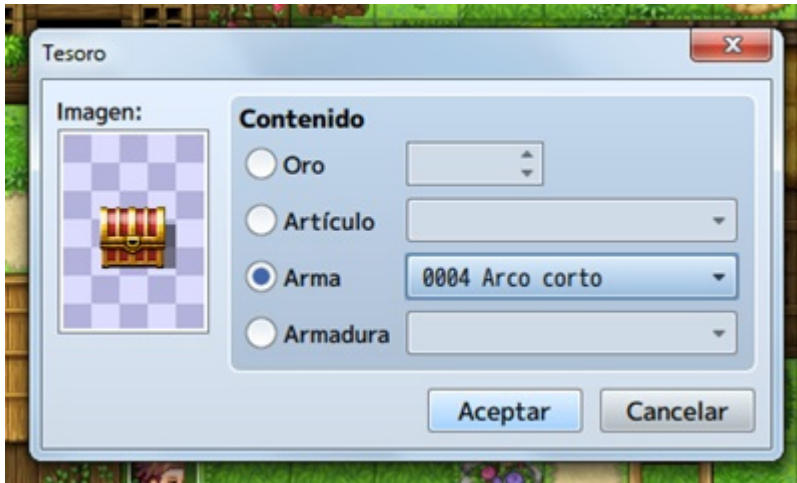 Tesoro
Imagen:
Contenido
Oro
Artículo
Arma
0004 Arco corto
Armadura
Aceptar
Cancelar